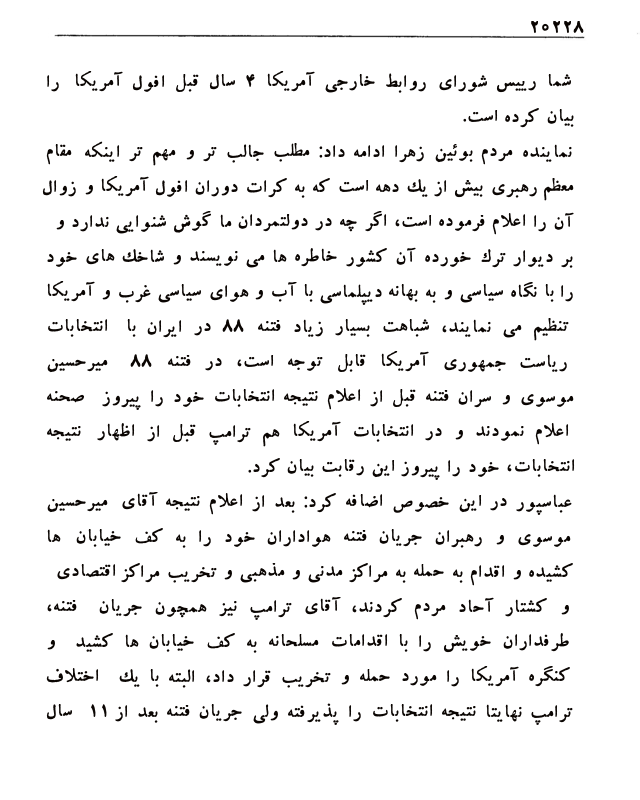 ۲۰۲۲۸
شما رییس شورای روابط خارجی آمریکا ۴ سال قبل افول آمریکا را
بیان کرده است.
نماینده مردم بوئین زهرا ادامه داد: مطلب جالب تر و مهم تر اینکه مقام
معظم رهبری بیش از یك دهه است که به کرات دوران افول آمریکا و زوال
آن را اعلام فرموده است، اگر چه در دولتمردان ما گوش شنوایی ندارد و
بر دیوار ترك خورده آن کشور خاطره ها می نویسند و شاخك های خود
را با نگاه سیاسی و به بهانه دیپلماسی با آب و هوای سیاسی غرب و آمریکا
تنظیم می نمایند، شباهت بسیار زیاد فتنه ۸۸ در ایران با انتخابات
ریاست جمهوری آمریکا قابل توجه است، در فتنه ۸۸ میرحسین
موسوی و سران فتنه قبل از اعلام نتیجه انتخابات خود را پیروز صحنه
اعلام نمودند و در انتخابات آمریکا هم ترامپ قبل از اظهار نتیجه
انتخابات، خود را پیروز این رقابت بیان کرد.
عباسپور در این خصوص اضافه کرد: بعد از اعلام نتیجه آقای میرحسین
موسوی و رهبران جریان فتنه هواداران خود را به کف خیابان ها
کشیده و اقدام به حمله به مراکز مدنی و مذهبی و تخریب مراکز اقتصادی
و کشتار آحاد مردم کردند، آقای ترامپ نیز همچون جریان فتنه،
طرفداران خویش را با اقدامات مسلحانه به کف خیابان ها کشید و
کنگره آمریکا را مورد حمله و تخریب قرار داد، البته با یك اختلاف
ترامپ نهایتا نتیجه انتخابات را پذیرفته ولی جریان فتنه بعد از ۱۱ سال